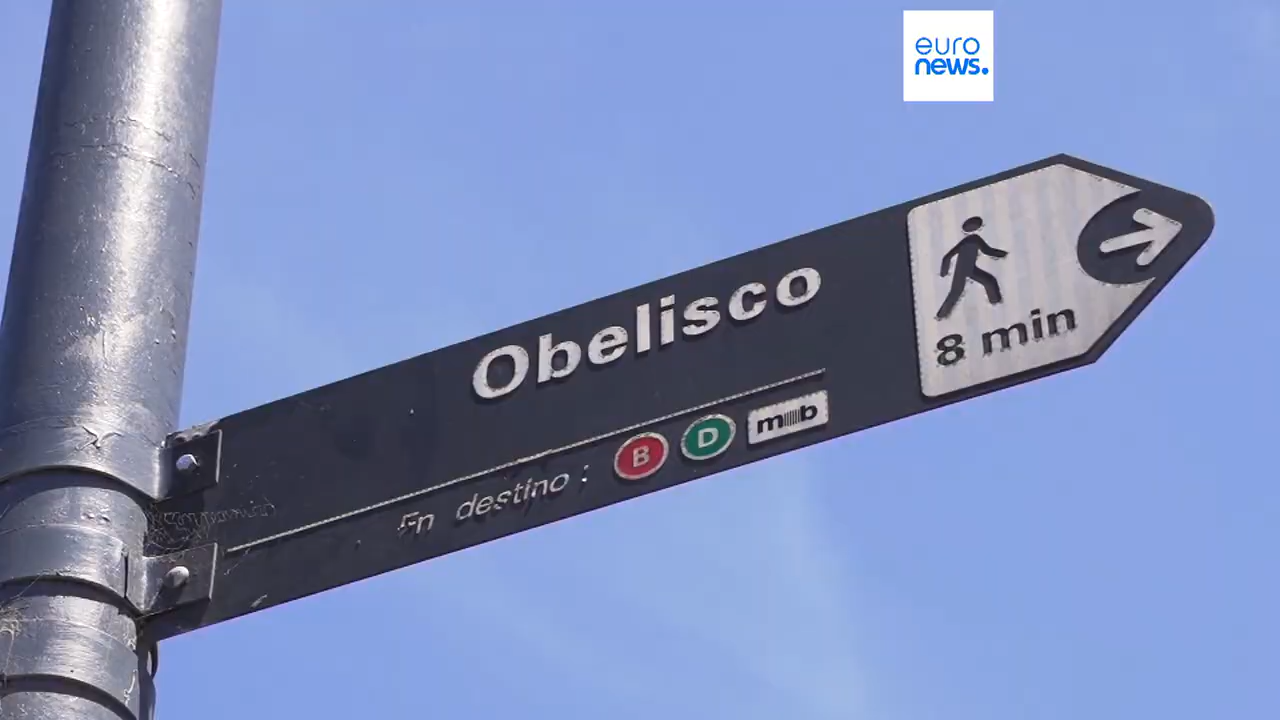 euro
news.
Obelisco
8 min
En destino : B D mb